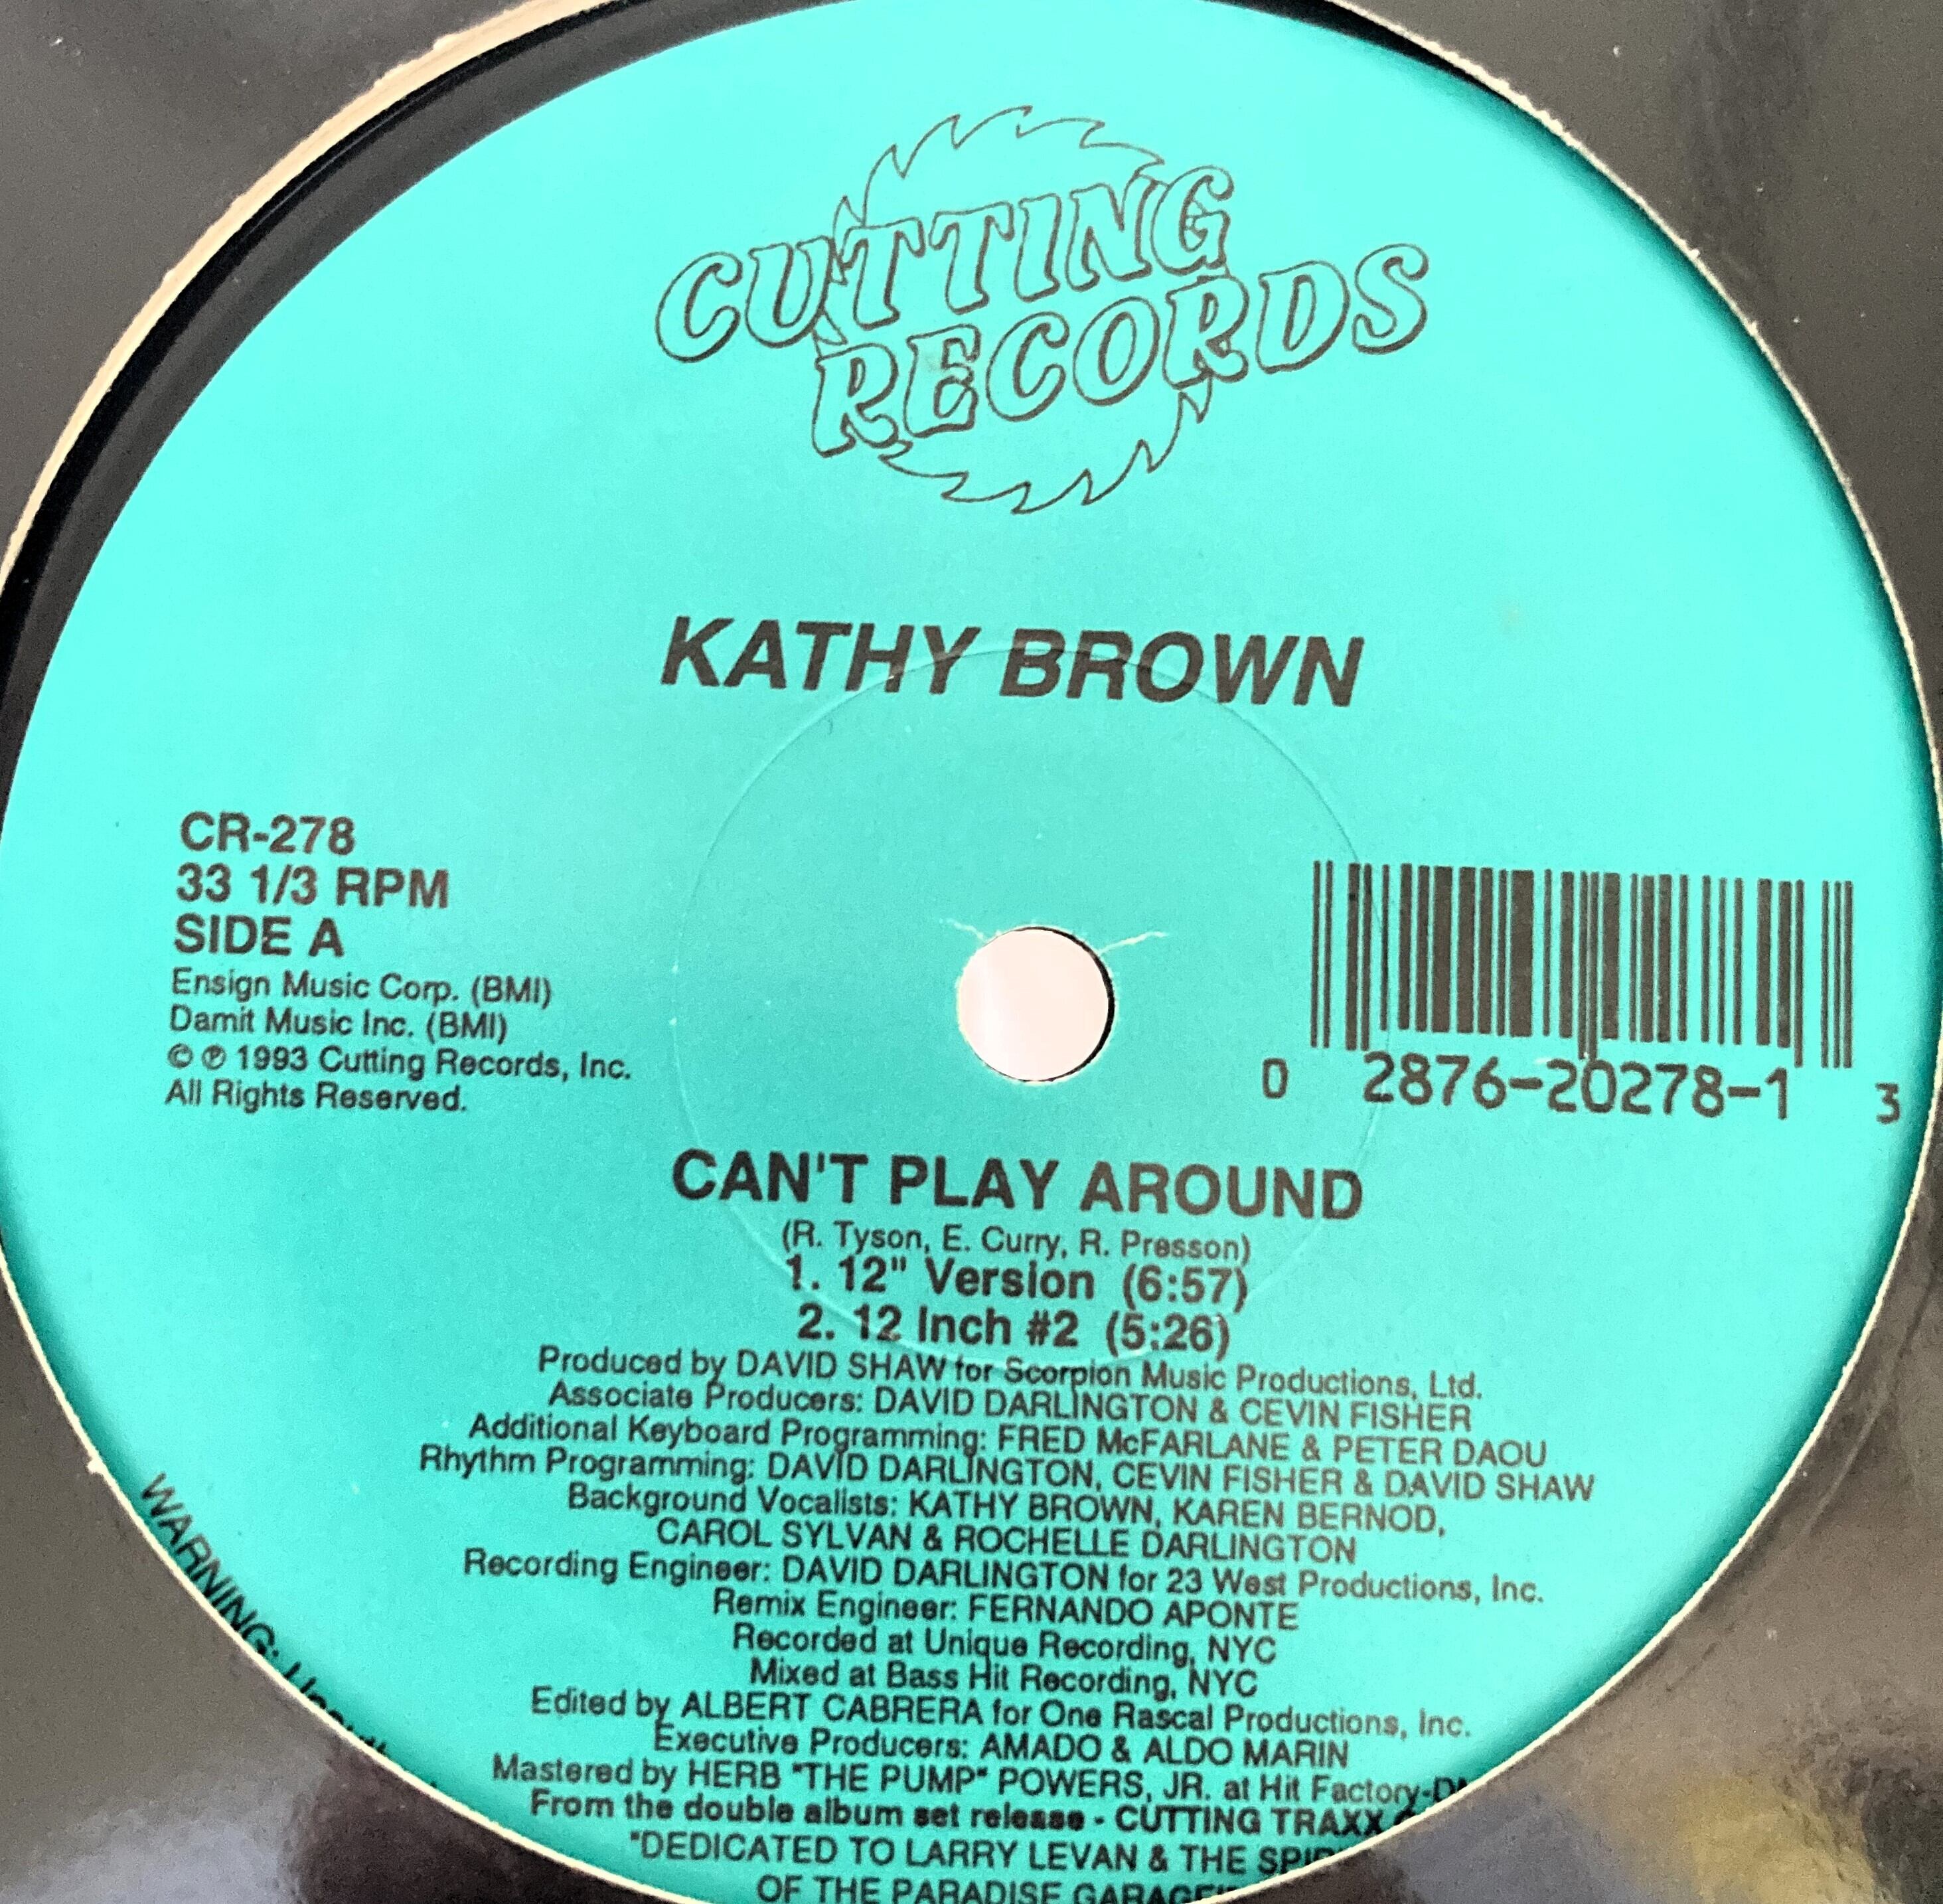 CUTTING
RECORDS
KATHY BROWN
CR-278
33 1/3 RPM
SIDE A
Ensign Music Corp. (BMI)
Damit Music Inc. (BMI)
© ℗ 1993 Cutting Records, Inc.
All Rights Reserved.
0 2876-20278-1 3
CAN'T PLAY AROUND
(R. Tyson, E. Curry, R. Presson)
1. 12" Version (6:57)
2. 12 Inch #2 (5:26)
Produced by DAVID SHAW for Scorpion Music Productions, Ltd.
Associate Producers: DAVID DARLINGTON & CEVIN FISHER
Additional Keyboard Programming: FRED McFARLANE & PETER DAOU
Rhythm Programming: DAVID DARLINGTON, CEVIN FISHER & DAVID SHAW
Background Vocalists: KATHY BROWN, KAREN BERNOD,
CAROL SYLVAN & ROCHELLE DARLINGTON
Recording Engineer: DAVID DARLINGTON for 23 West Productions, Inc.
Remix Engineer: FERNANDO APONTE
Recorded at Unique Recording, NYC
Mixed at Bass Hit Recording, NYC
Edited by ALBERT CABRERA for One Rascal Productions, Inc.
Executive Producers: AMADO & ALDO MARIN
Mastered by HERB "THE PUMP" POWERS, JR. at Hit Factory-
From the double album set release - CUTTING TRAXX
"DEDICATED TO LARRY LEVAN & THE
OF THE PARADISE GARAGE"
WARNING: